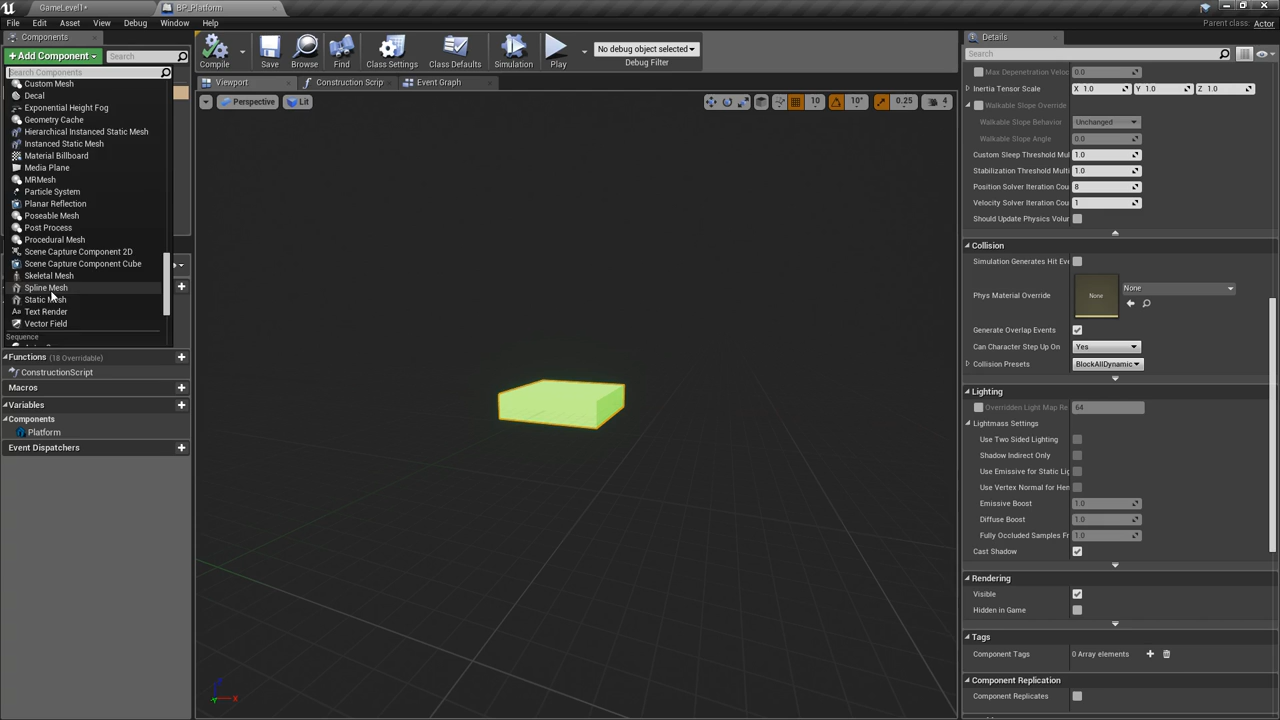 GameLevel1*
BP_Platform
File Edit Asset View Debug Window Help
Parent class: Actor
Components
+ Add Component
Search
Search Components
Custom Mesh
Decal
Exponential Height Fog
Geometry Cache
Hierarchical Instanced Static Mesh
Instanced Static Mesh
Material Billboard
Media Plane
MRMesh
Particle System
Planar Reflection
Poseable Mesh
Post Process
Procedural Mesh
Scene Capture Component 2D
Scene Capture Component Cube
Skeletal Mesh
Spline Mesh
Static Mesh
Text Render
Vector Field
Sequence
Functions (18 Overridable)
ConstructionScript
Macros
Variables
Components
Platform
Event Dispatchers
Compile Save Browse Find Class Settings Class Defaults Simulation Play
No debug object selected
Debug Filter
Viewport Construction Scrip Event Graph
Perspective Lit
10 10° 0.25 4
X
Details
Search
Max Depenetration Veloc 0.0
Inertia Tensor Scale X 1.0 Y 1.0 Z 1.0
Walkable Slope Override
Walkable Slope Behavior Unchanged
Walkable Slope Angle 0.0
Custom Sleep Threshold Mul 1.0
Stabilization Threshold Multi 1.0
Position Solver Iteration Cou 8
Velocity Solver Iteration Cou 1
Should Update Physics Volur
Collision
Simulation Generates Hit Eve
Phys Material Override None None
Generate Overlap Events
Can Character Step Up On Yes
Collision Presets BlockAllDynamic
Lighting
Overridden Light Map Re 64
Lightmass Settings
Use Two Sided Lighting
Shadow Indirect Only
Use Emissive for Static Lig
Use Vertex Normal for Hem
Emissive Boost 1.0
Diffuse Boost 1.0
Fully Occluded Samples Fr 1.0
Cast Shadow
Rendering
Visible
Hidden in Game
Tags
Component Tags 0 Array elements
Component Replication
Component Replicates